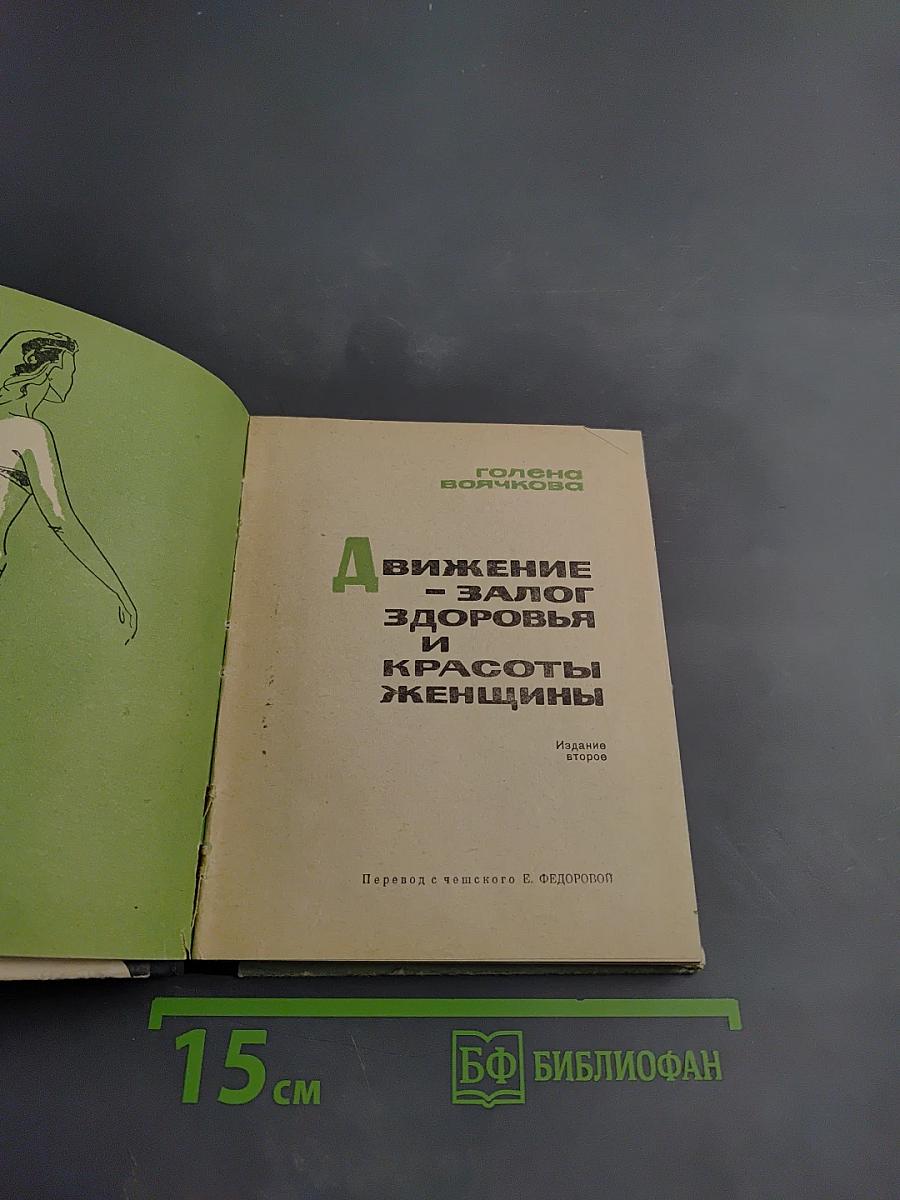 голена
воячкова
Движение
- залог
здоровья
и
красоты
женщины
Издание
второе
Перевод с чешского Е. ФЕДОРОВОЙ
15 см
БФ БИБЛИОФАН